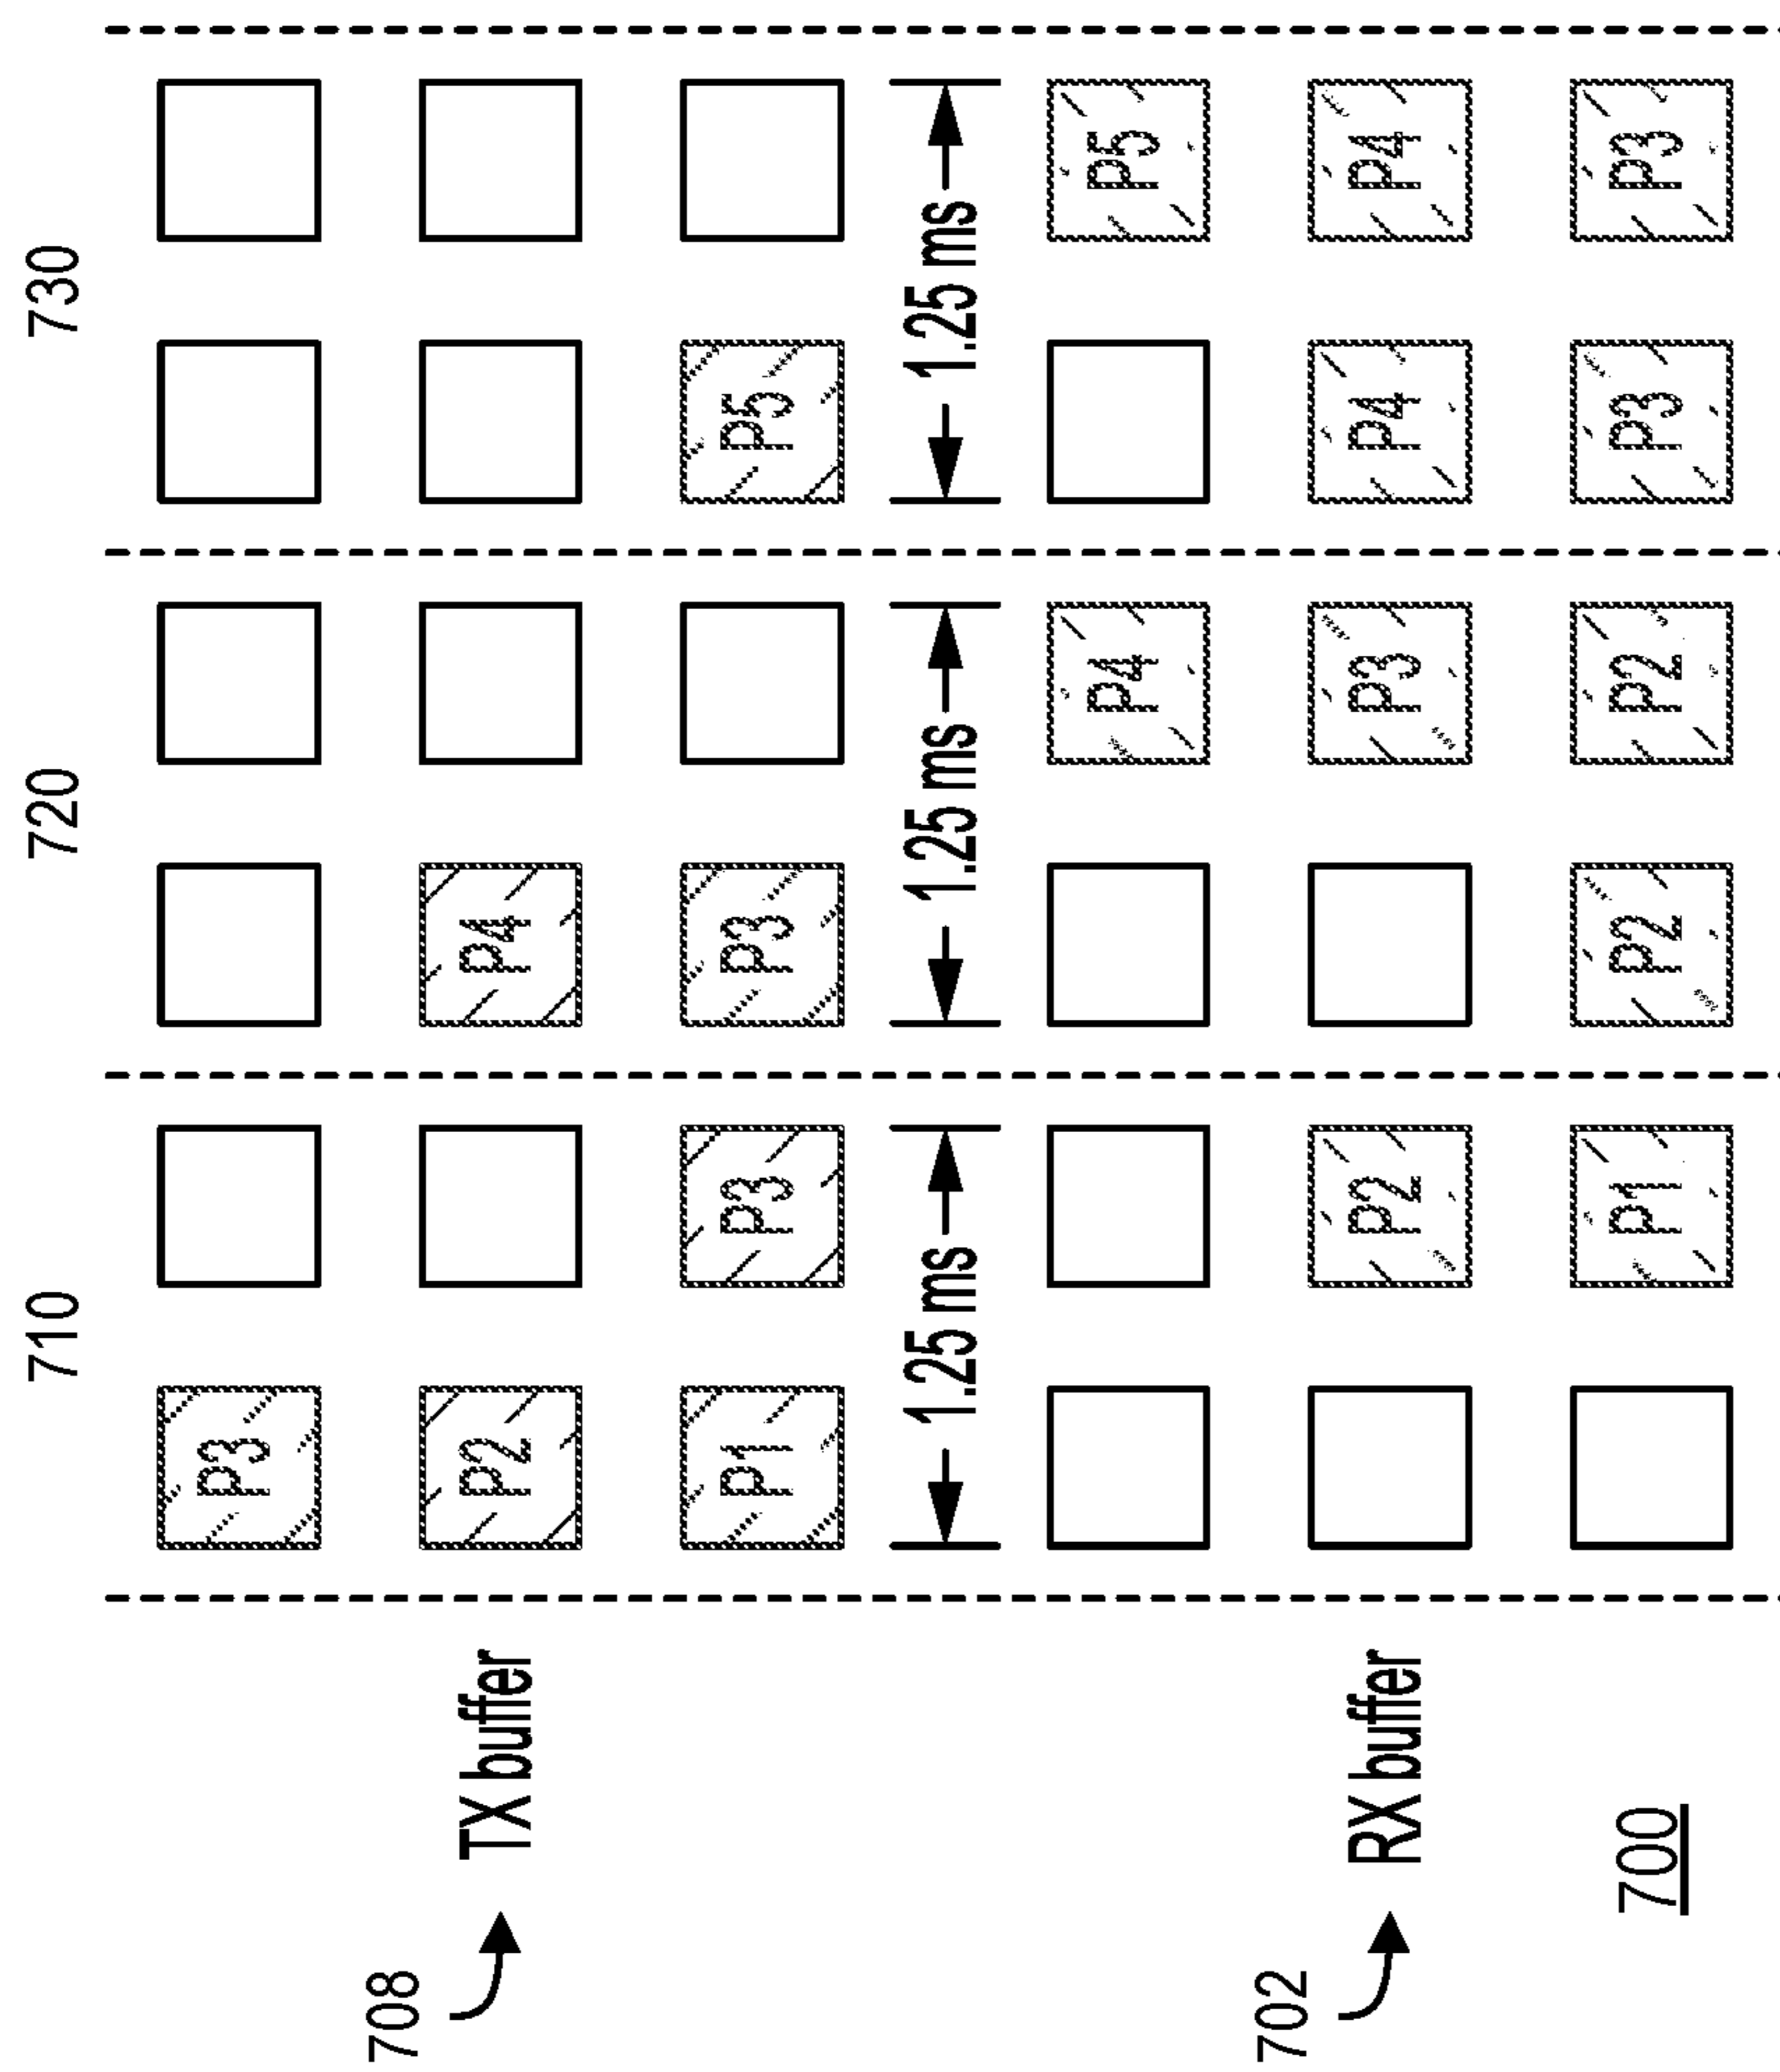 710 720 730
P3
708
TX buffer P2 P4
P1 P3 P3 P5
1.25 ms 1.25 ms 1.25 ms
P4 P5
702
RX buffer P2 P3 P4 P4
700 P1 P2 P2 P3 P3